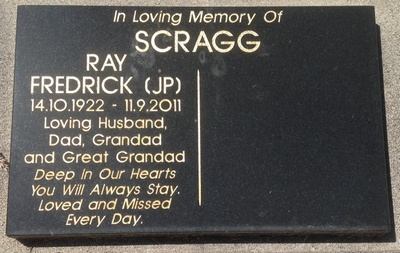 In Loving Memory Of
SCRAGG
RAY
FREDRICK (JP)
14.10.1922 - 11.9.2011
Loving Husband,
Dad, Grandad
and Great Grandad
Deep In Our Hearts
You Will Always Stay.
Loved and Missed
Every Day.